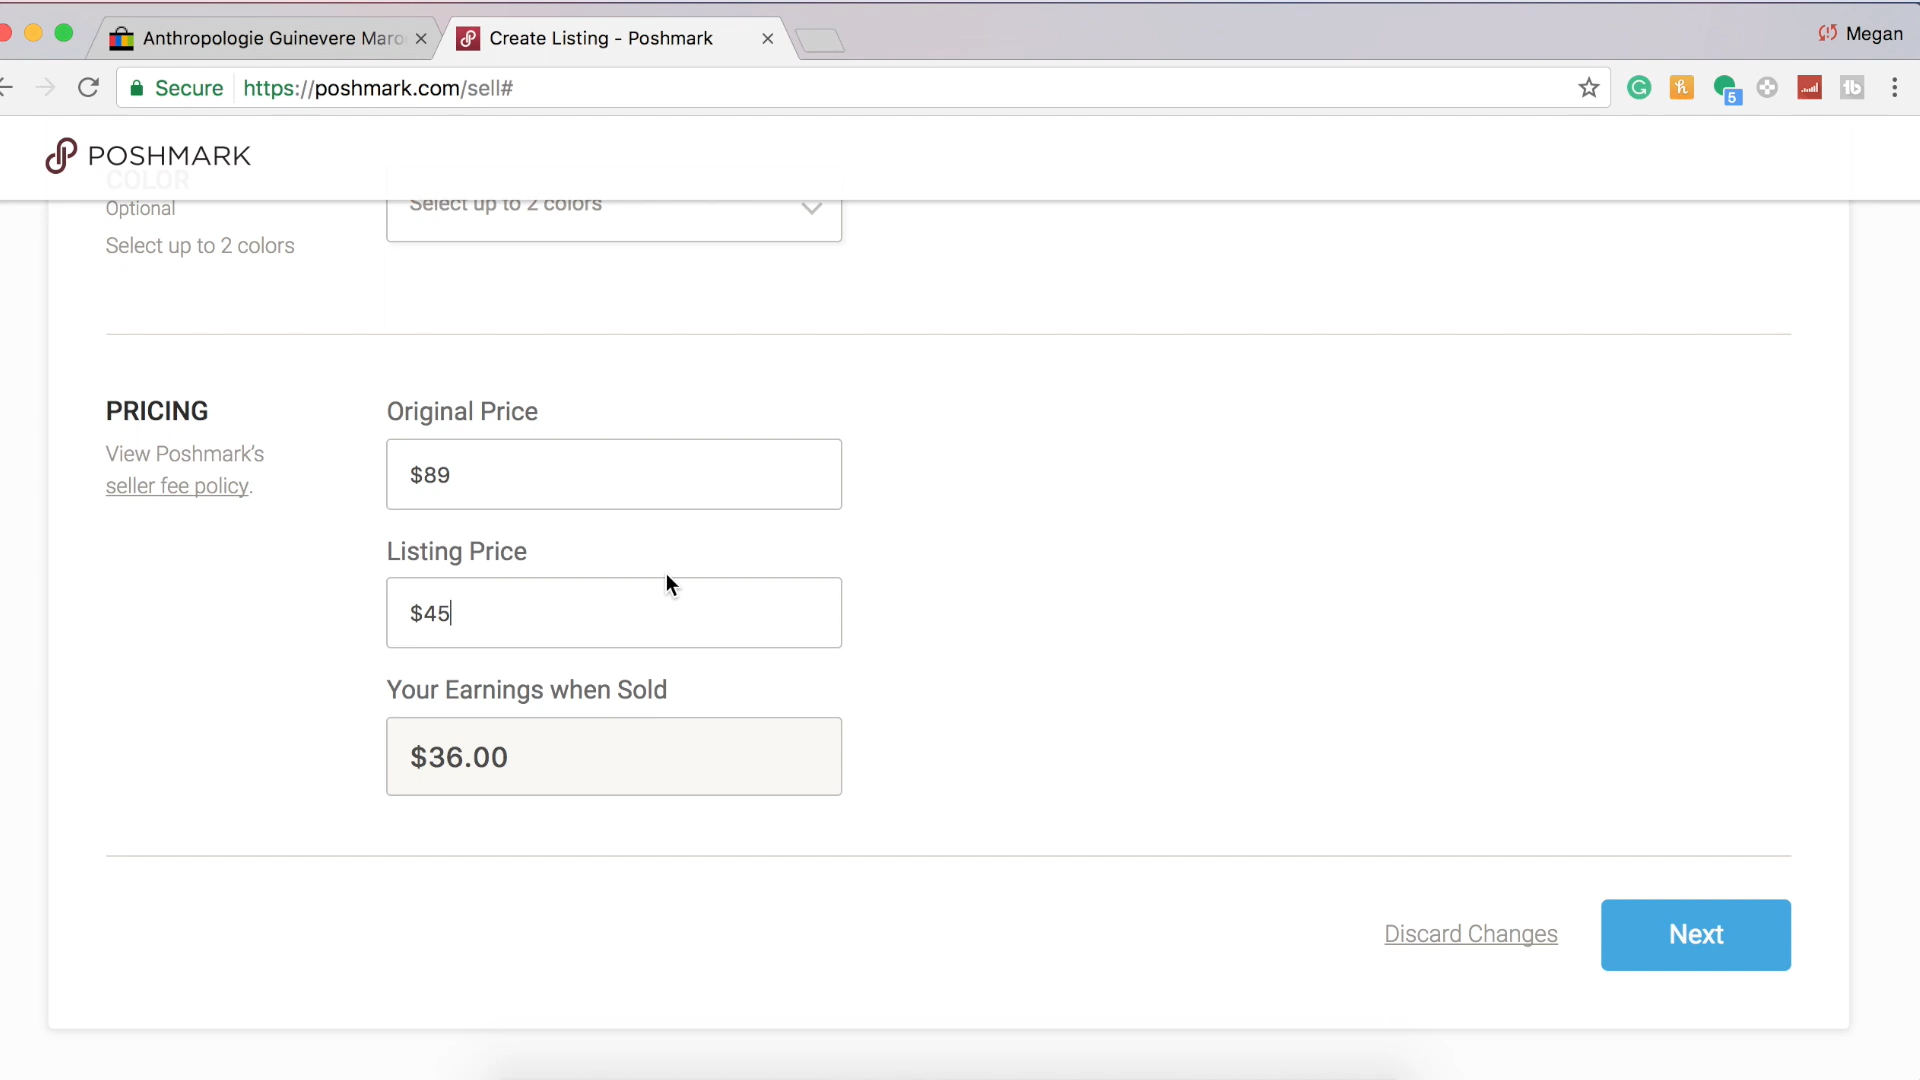 Anthropologie Guinevere Maro
Create Listing - Poshmark
Megan
Secure
https://poshmark.com/sell#
5
POSHMARK
COLOR
Optional
Select up to 2 colors
Select up to 2 colors
PRICING
View Poshmark's
seller fee policy.
Original Price
$89
Listing Price
$45
Your Earnings when Sold
$36.00
Discard Changes
Next